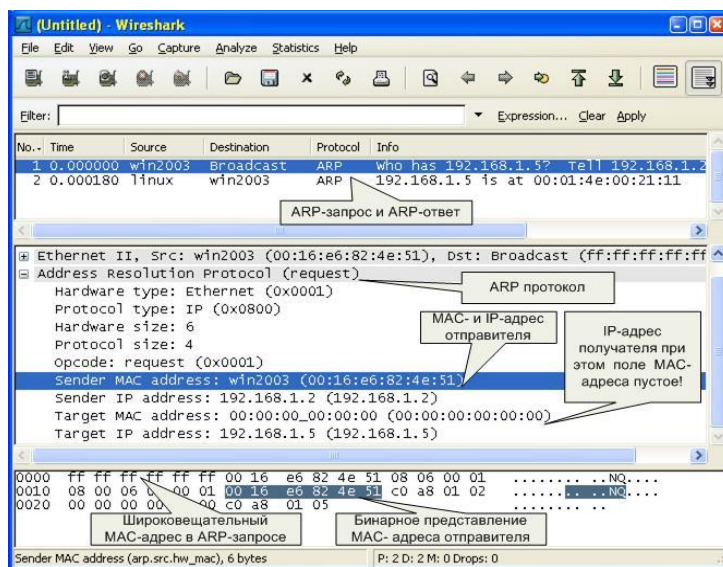 (Untitled) - Wireshark
File Edit View Go Capture Analyze Statistics Help
Filter: Expression... Clear Apply
No. - Time Source Destination Protocol Info
1 0.000000 win2003 Broadcast ARP who has 192.168.1.5? Tell 192.168.1.2
2 0.000180 linux win2003 ARP 192.168.1.5 is at 00:01:4e:00:21:11
ARP-запрос и ARP-ответ
Ethernet II, Src: win2003 (00:16:e6:82:4e:51), Dst: Broadcast (ff:ff:ff:ff:ff
Address Resolution Protocol (request)
ARP протокол
Hardware type: Ethernet (0x0001)
Protocol type: IP (0x0800)
Hardware size: 6
Protocol size: 4
Opcode: request (0x0001)
MAC- и IP-адрес
отправителя
IP-адрес
получателя при
этом поле MAC-
адреса пустое!
Sender MAC address: win2003 (00:16:e6:82:4e:51)
Sender IP address: 192.168.1.2 (192.168.1.2)
Target MAC address: 00:00:00_00:00:00 (00:00:00:00:00:00)
Target IP address: 192.168.1.5 (192.168.1.5)
0000 ff ff ff ff ff ff 00 16 e6 82 4e 51 08 06 00 01 ...........NQ....
0010 08 00 06 00 01 00 16 e6 82 4e 51 c0 a8 01 02
0020 00 00 00 00 c0 a8 01 05
Широковещательный
MAC-адрес в ARP-запросе
Бинарное представление
MAC- адреса отправителя
Sender MAC address (arp.src.hw_mac), 6 bytes P: 2 D: 2 M: 0 Drops: 0